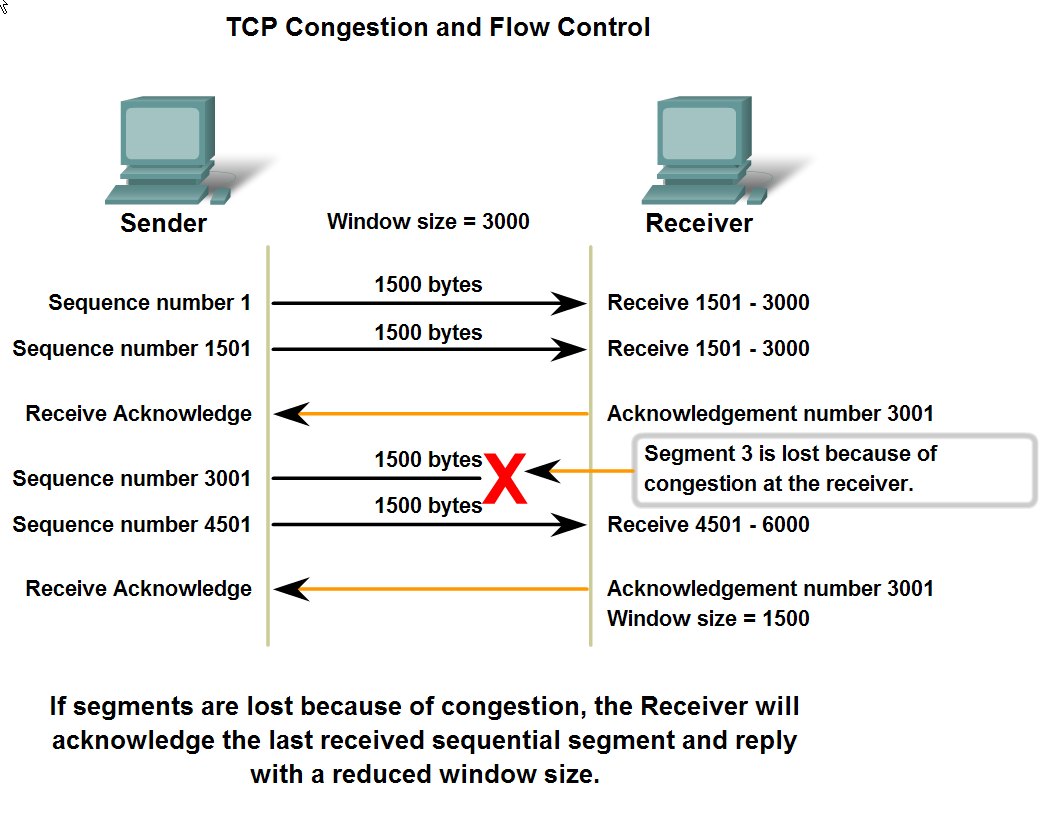 TCP Congestion and Flow Control
Sender
Window size = 3000
Receiver
1500 bytes
Sequence number 1
Receive 1501 - 3000
1500 bytes
Sequence number 1501
Receive 1501 - 3000
Receive Acknowledge
Acknowledgement number 3001
1500 bytes
Segment 3 is lost because of
congestion at the receiver.
Sequence number 3001
X
1500 bytes
Sequence number 4501
Receive 4501 - 6000
Receive Acknowledge
Acknowledgement number 3001
Window size = 1500
If segments are lost because of congestion, the Receiver will
acknowledge the last received sequential segment and reply
with a reduced window size.